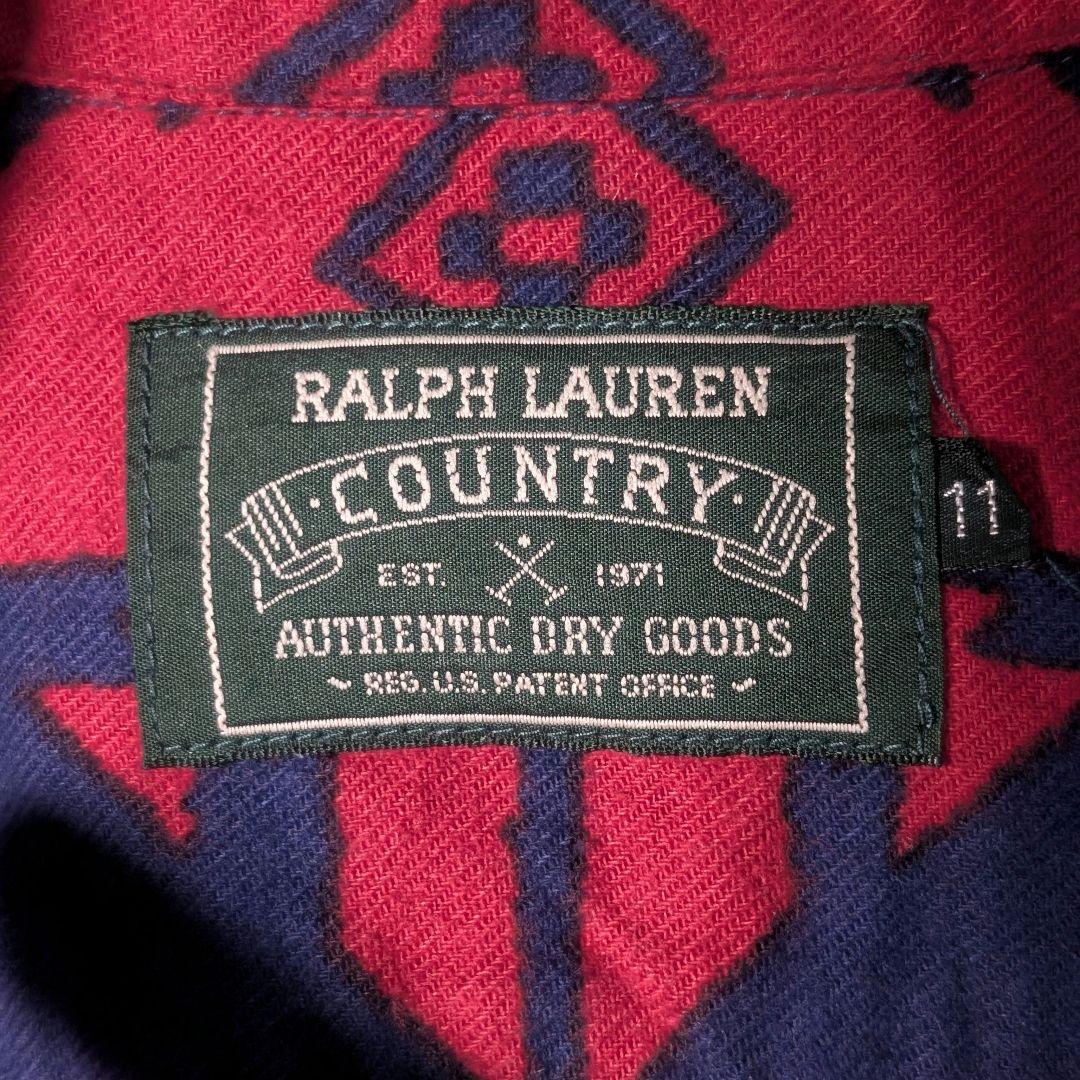 RALPH LAUREN
·COUNTRY·
EST. 1971
AUTHENTIC DRY GOODS
~ REG. U.S. PATENT OFFICE ~
11